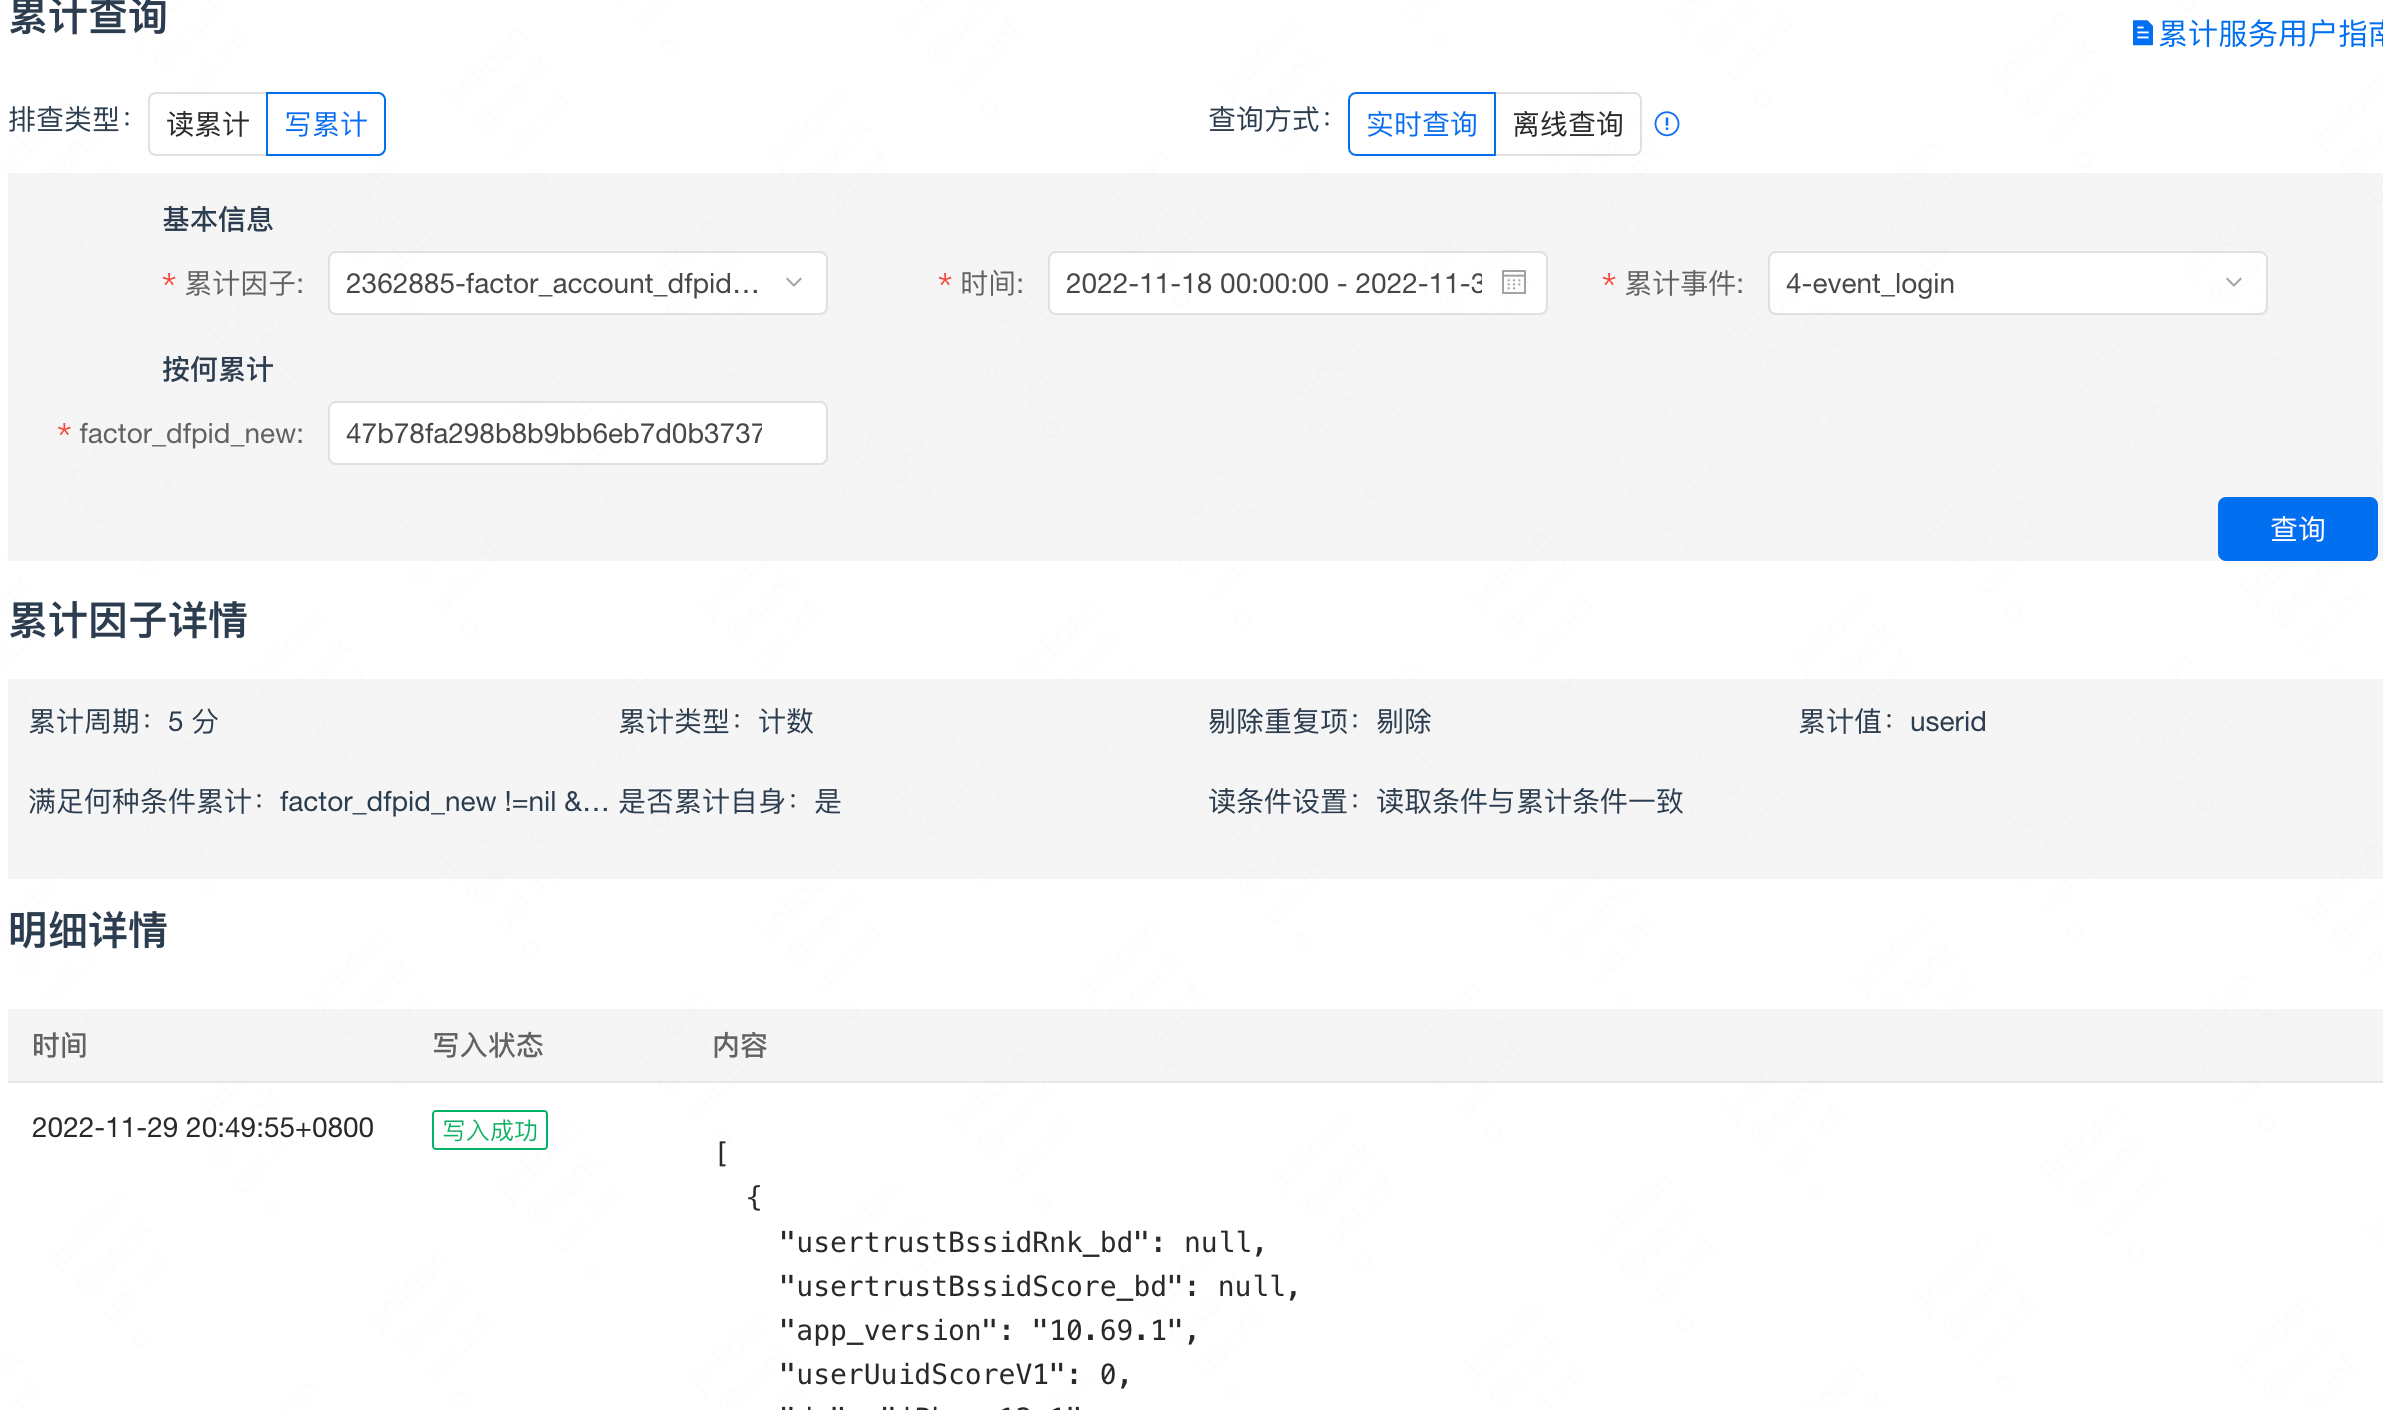 累计查询
累计服务用户指南
排查类型： 读累计 写累计 查询方式： 实时查询 离线查询
基本信息
* 累计因子: 2362885-factor_account_dfpid... * 时间: 2022-11-18 00:00:00 - 2022-11-3 * 累计事件: 4-event_login
按何累计
* factor_dfpid_new: 47b78fa298b8b9bb6eb7d0b3737
查询
累计因子详情
累计周期：5 分 累计类型：计数 剔除重复项：剔除 累计值：userid
满足何种条件累计：factor_dfpid_new !=nil &... 是否累计自身：是 读条件设置：读取条件与累计条件一致
明细详情
时间 写入状态 内容
2022-11-29 20:49:55+0800 写入成功
[
{
"usertrustBssidRnk_bd": null,
"usertrustBssidScore_bd": null,
"app_version": "10.69.1",
"userUuidScoreV1": 0,